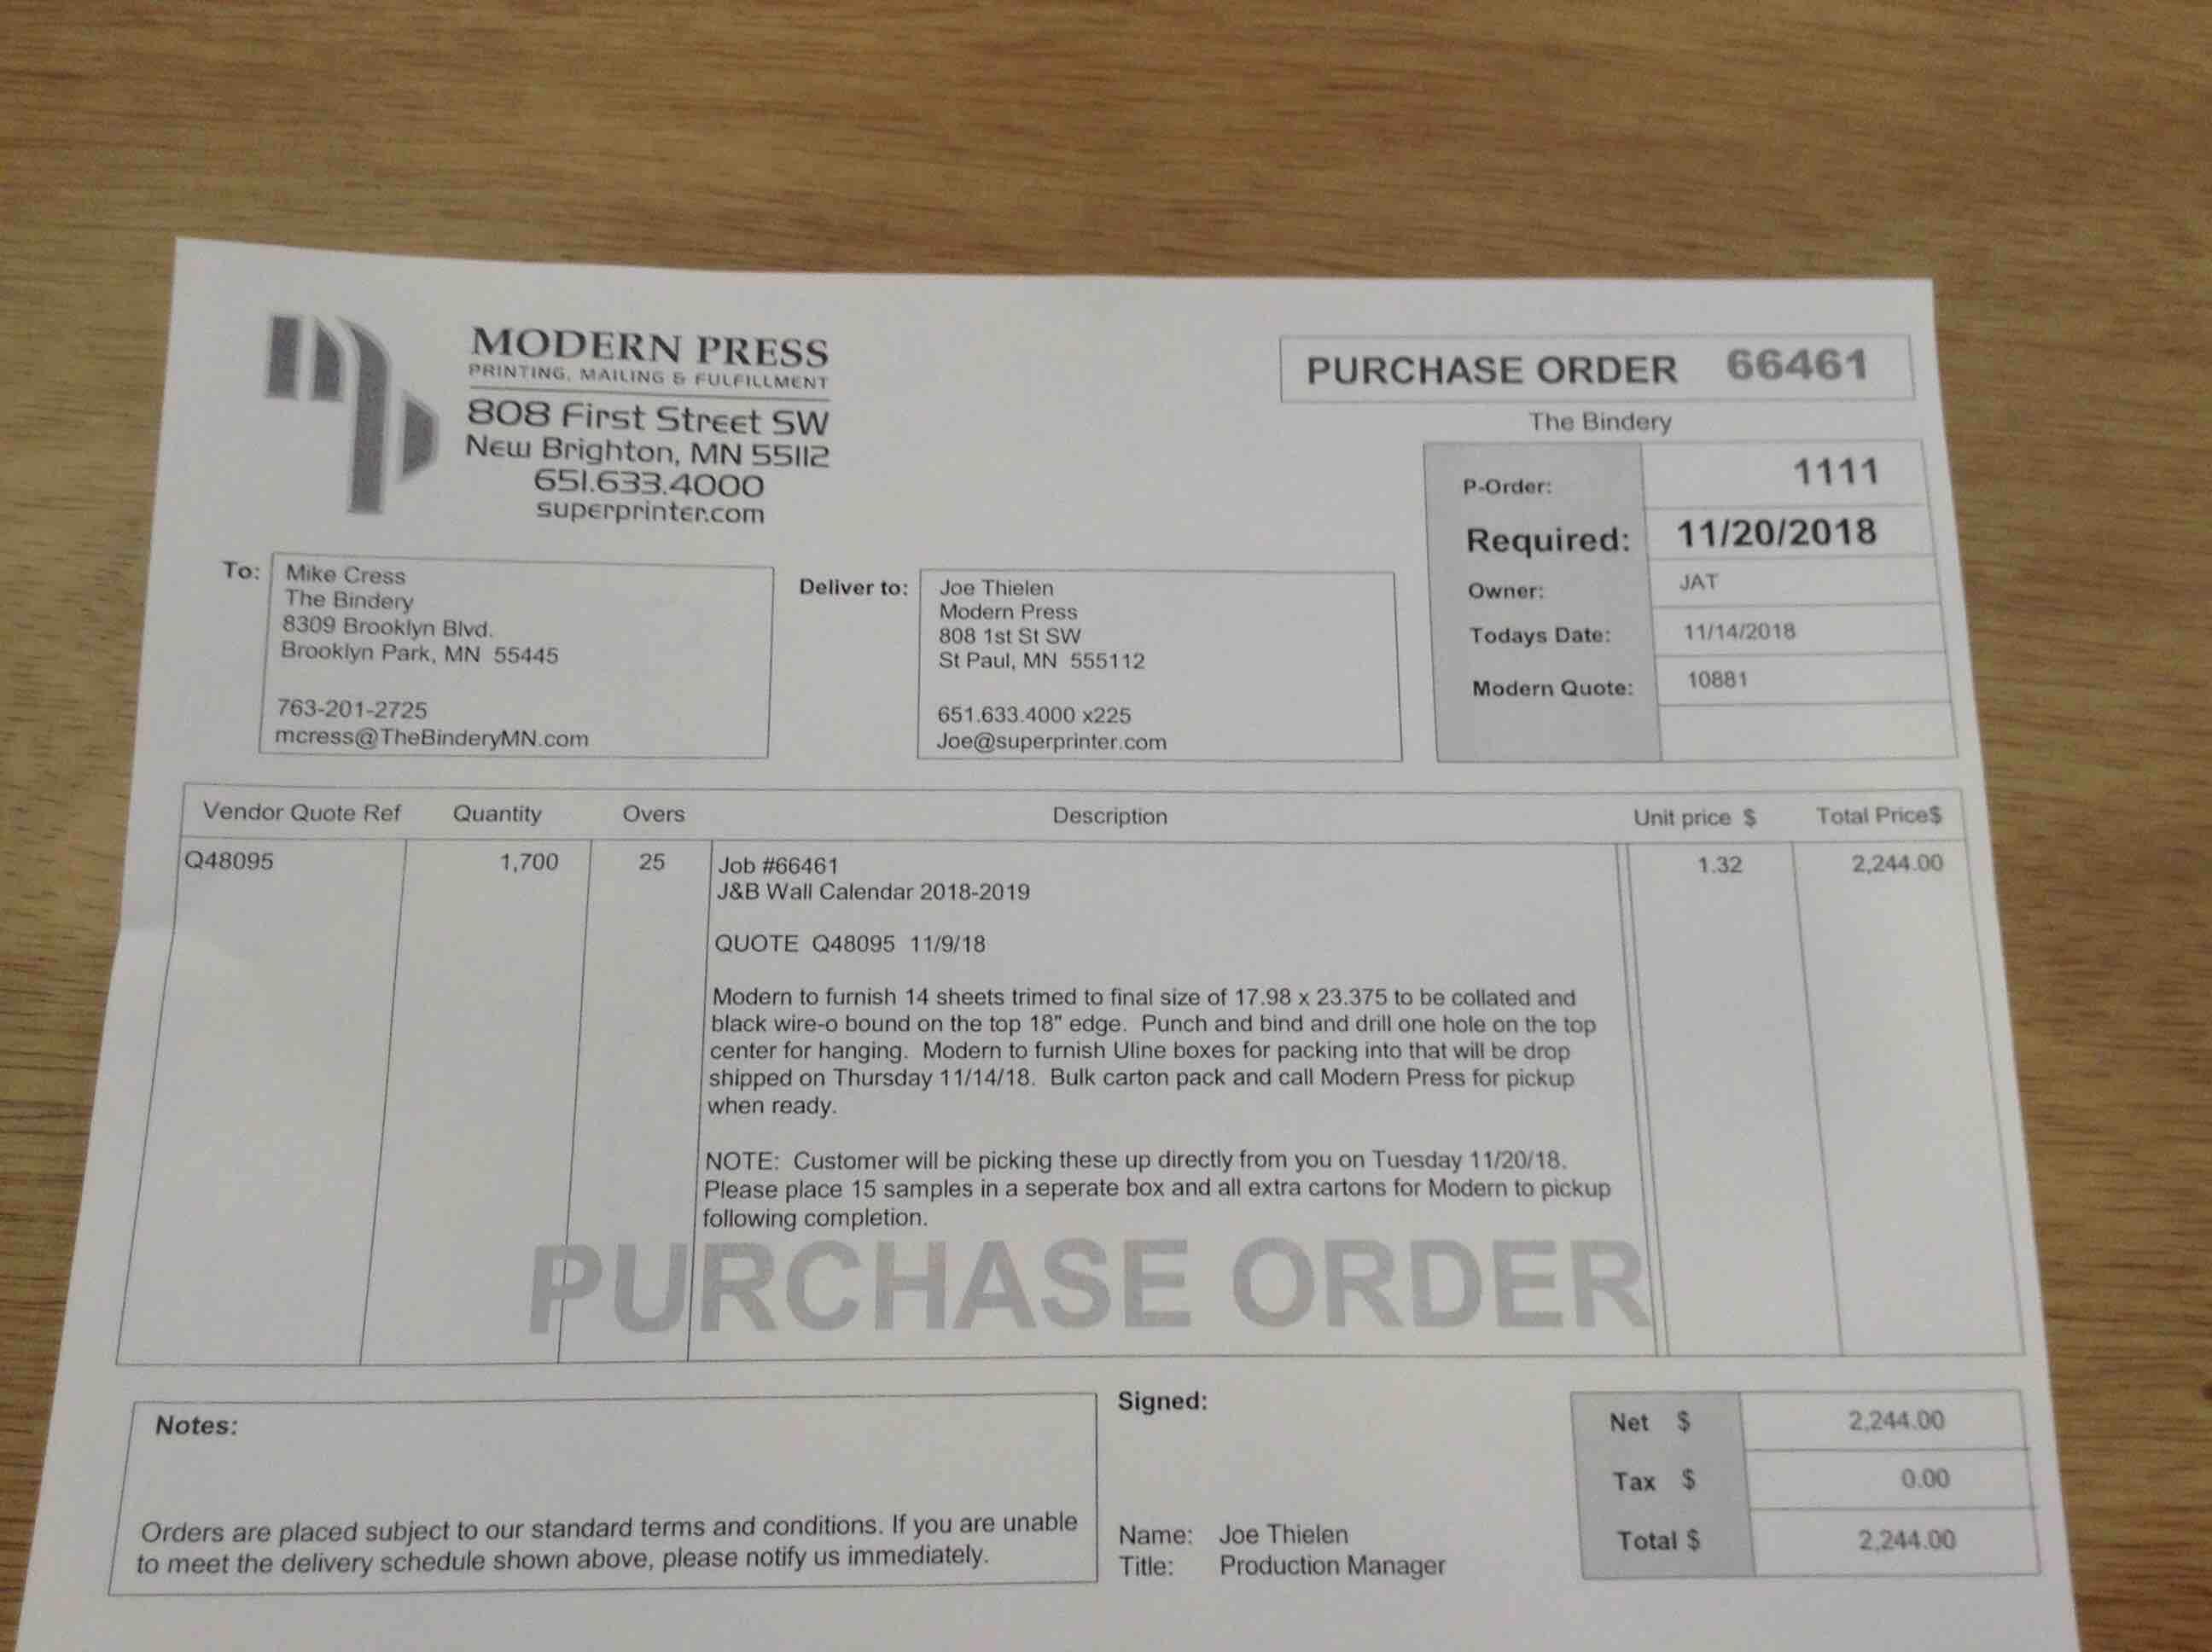 MODERN PRESS
PRINTING, MAILING & FULFILLMENT
808 First Street SW
New Brighton, MN 55112
651.633.4000
superprinter.com
PURCHASE ORDER 66461
The Bindery
P-Order: 1111
Required: 11/20/2018
Owner: JAT
Todays Date: 11/14/2018
Modern Quote: 10881
To: Mike Cress
The Bindery
8309 Brooklyn Blvd.
Brooklyn Park, MN 55445
763-201-2725
mcress@TheBinderyMN.com
Deliver to: Joe Thielen
Modern Press
808 1st St SW
St Paul, MN 555112
651.633.4000 x225
Joe@superprinter.com
Vendor Quote Ref Quantity Overs Description Unit price $ Total Price$
Q48095 1,700 25 Job #66461 1.32 2,244.00
J&B Wall Calendar 2018-2019
QUOTE Q48095 11/9/18
Modern to furnish 14 sheets trimed to final size of 17.98 x 23.375 to be collated and
black wire-o bound on the top 18" edge. Punch and bind and drill one hole on the top
center for hanging. Modern to furnish Uline boxes for packing into that will be drop
shipped on Thursday 11/14/18. Bulk carton pack and call Modern Press for pickup
when ready.
NOTE: Customer will be picking these up directly from you on Tuesday 11/20/18.
Please place 15 samples in a seperate box and all extra cartons for Modern to pickup
following completion.
PURCHASE ORDER
Notes:
Orders are placed subject to our standard terms and conditions. If you are unable
to meet the delivery schedule shown above, please notify us immediately.
Signed:
Name: Joe Thielen
Title: Production Manager
Net $ 2,244.00
Tax $ 0.00
Total $ 2,244.00